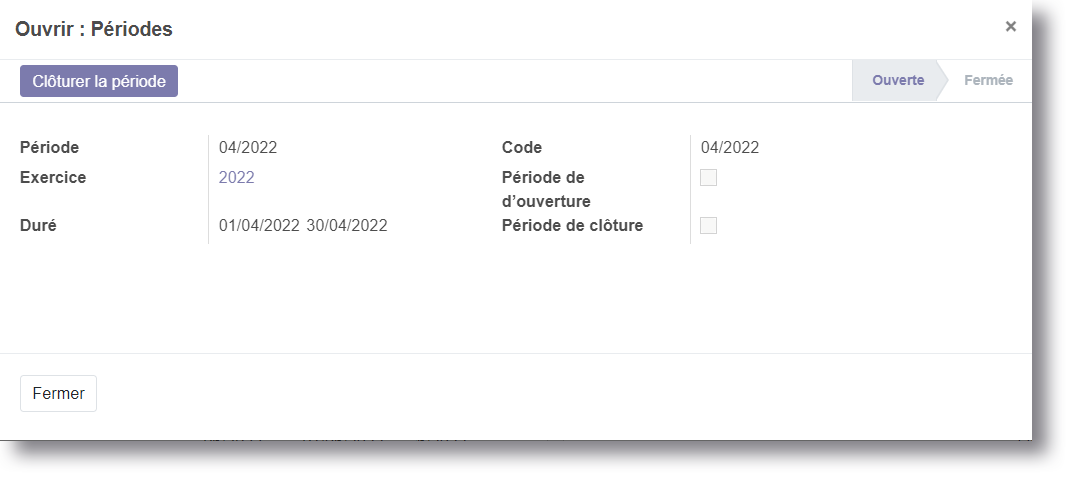 Ouvrir : Périodes ×
Clôturer la période Ouverte Fermée
Période 04/2022 Code 04/2022
Exercice 2022 Période de
d’ouverture
Duré 01/04/2022 30/04/2022 Période de clôture
Fermer